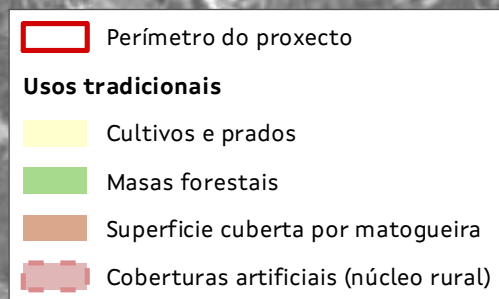 Perímetro do proxecto
Usos tradicionais
Cultivos e prados
Masas forestais
Superficie cuberta por matogueira
Coberturas artificiais (núcleo rural)